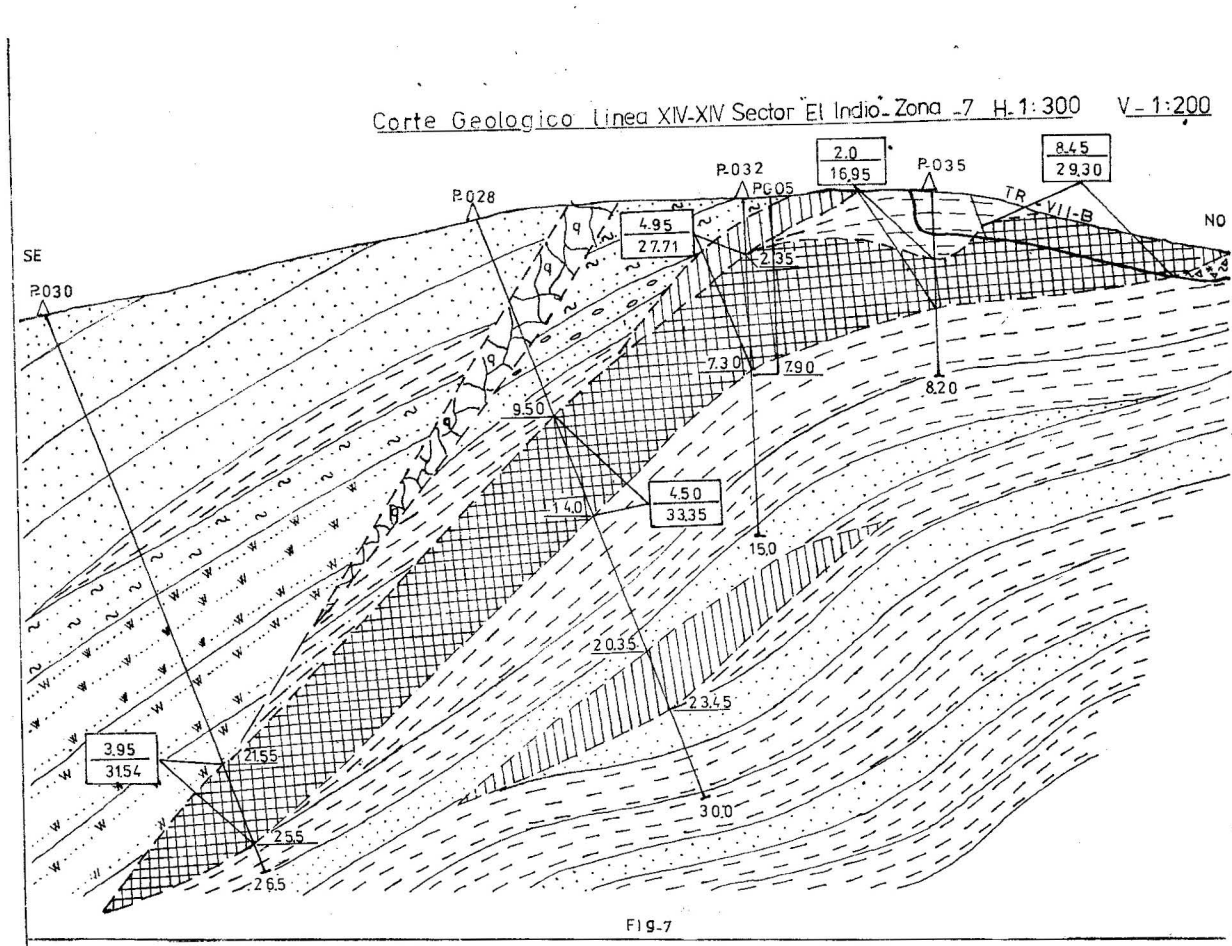 Corte Geologico linea XIV-XIV Sector "El Indio"- Zona -7 H-1:300 V-1:200
2.0
16,95
8.45
29.30
P-032
PG05
P-035
P.028
4.95
27.71
TR-VII-B
NO
SE
2.35
P.030
q
q
7.30
7.90
8.20
9.50
q
4.50
33.35
14.0
q
15,0
20.35
23.45
3.95
31.54
21.55
30.0
25.5
26.5
FIg-7